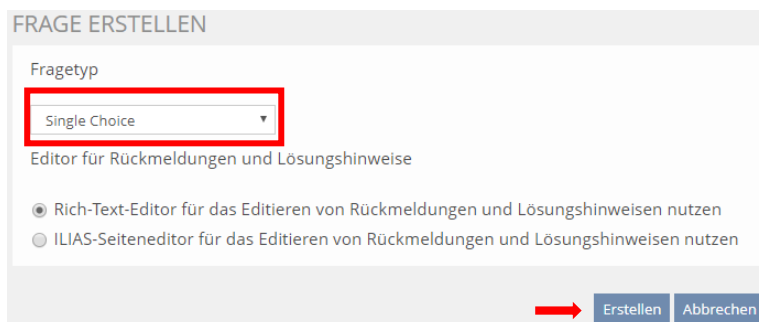 FRAGE ERSTELLEN
Fragetyp
Single Choice
Editor für Rückmeldungen und Lösungshinweise
Rich-Text-Editor für das Editieren von Rückmeldungen und Lösungshinweisen nutzen
ILIAS-Seiteneditor für das Editieren von Rückmeldungen und Lösungshinweisen nutzen
Erstellen Abbrechen